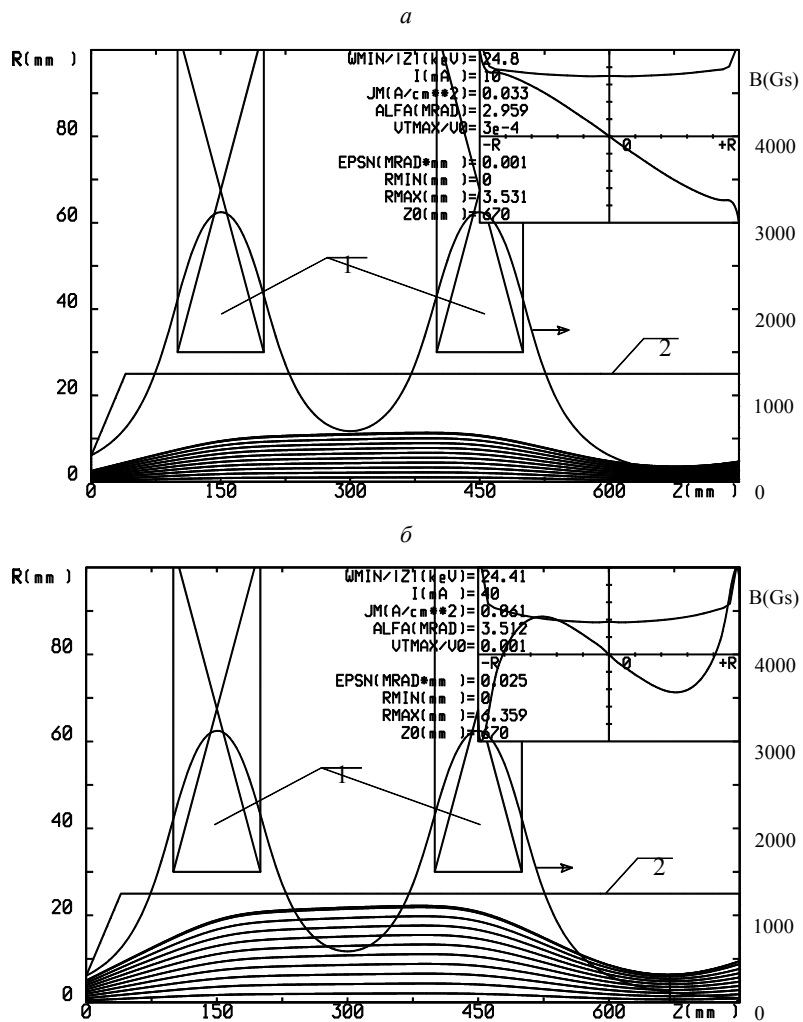 а
R(mm )
WMIN/|Z|(keV)= 24.8
I(mA )= 10
JM(A/cm**2)= 0.033
ALFA(MRAD)= 2.959
VTMAX/V0= 3e-4
EPSN(MRAD*mm )= 0.001
RMIN(mm )= 0
RMAX(mm )= 3.531
Z0(mm )= 670
-R 0 +R
B(Gs)
80
60
40
20
0
4000
3000
2000
1000
0
1
2
0 150 300 450 600 Z(mm )
б
R(mm )
WMIN/|Z|(keV)= 24.41
I(mA )= 40
JM(A/cm**2)= 0.061
ALFA(MRAD)= 3.512
VTMAX/V0= 0.001
EPSN(MRAD*mm )= 0.025
RMIN(mm )= 0
RMAX(mm )= 6.359
Z0(mm )= 670
-R 0 +R
B(Gs)
80
60
40
20
0
4000
3000
2000
1000
0
1
2
0 150 300 450 600 Z(mm )